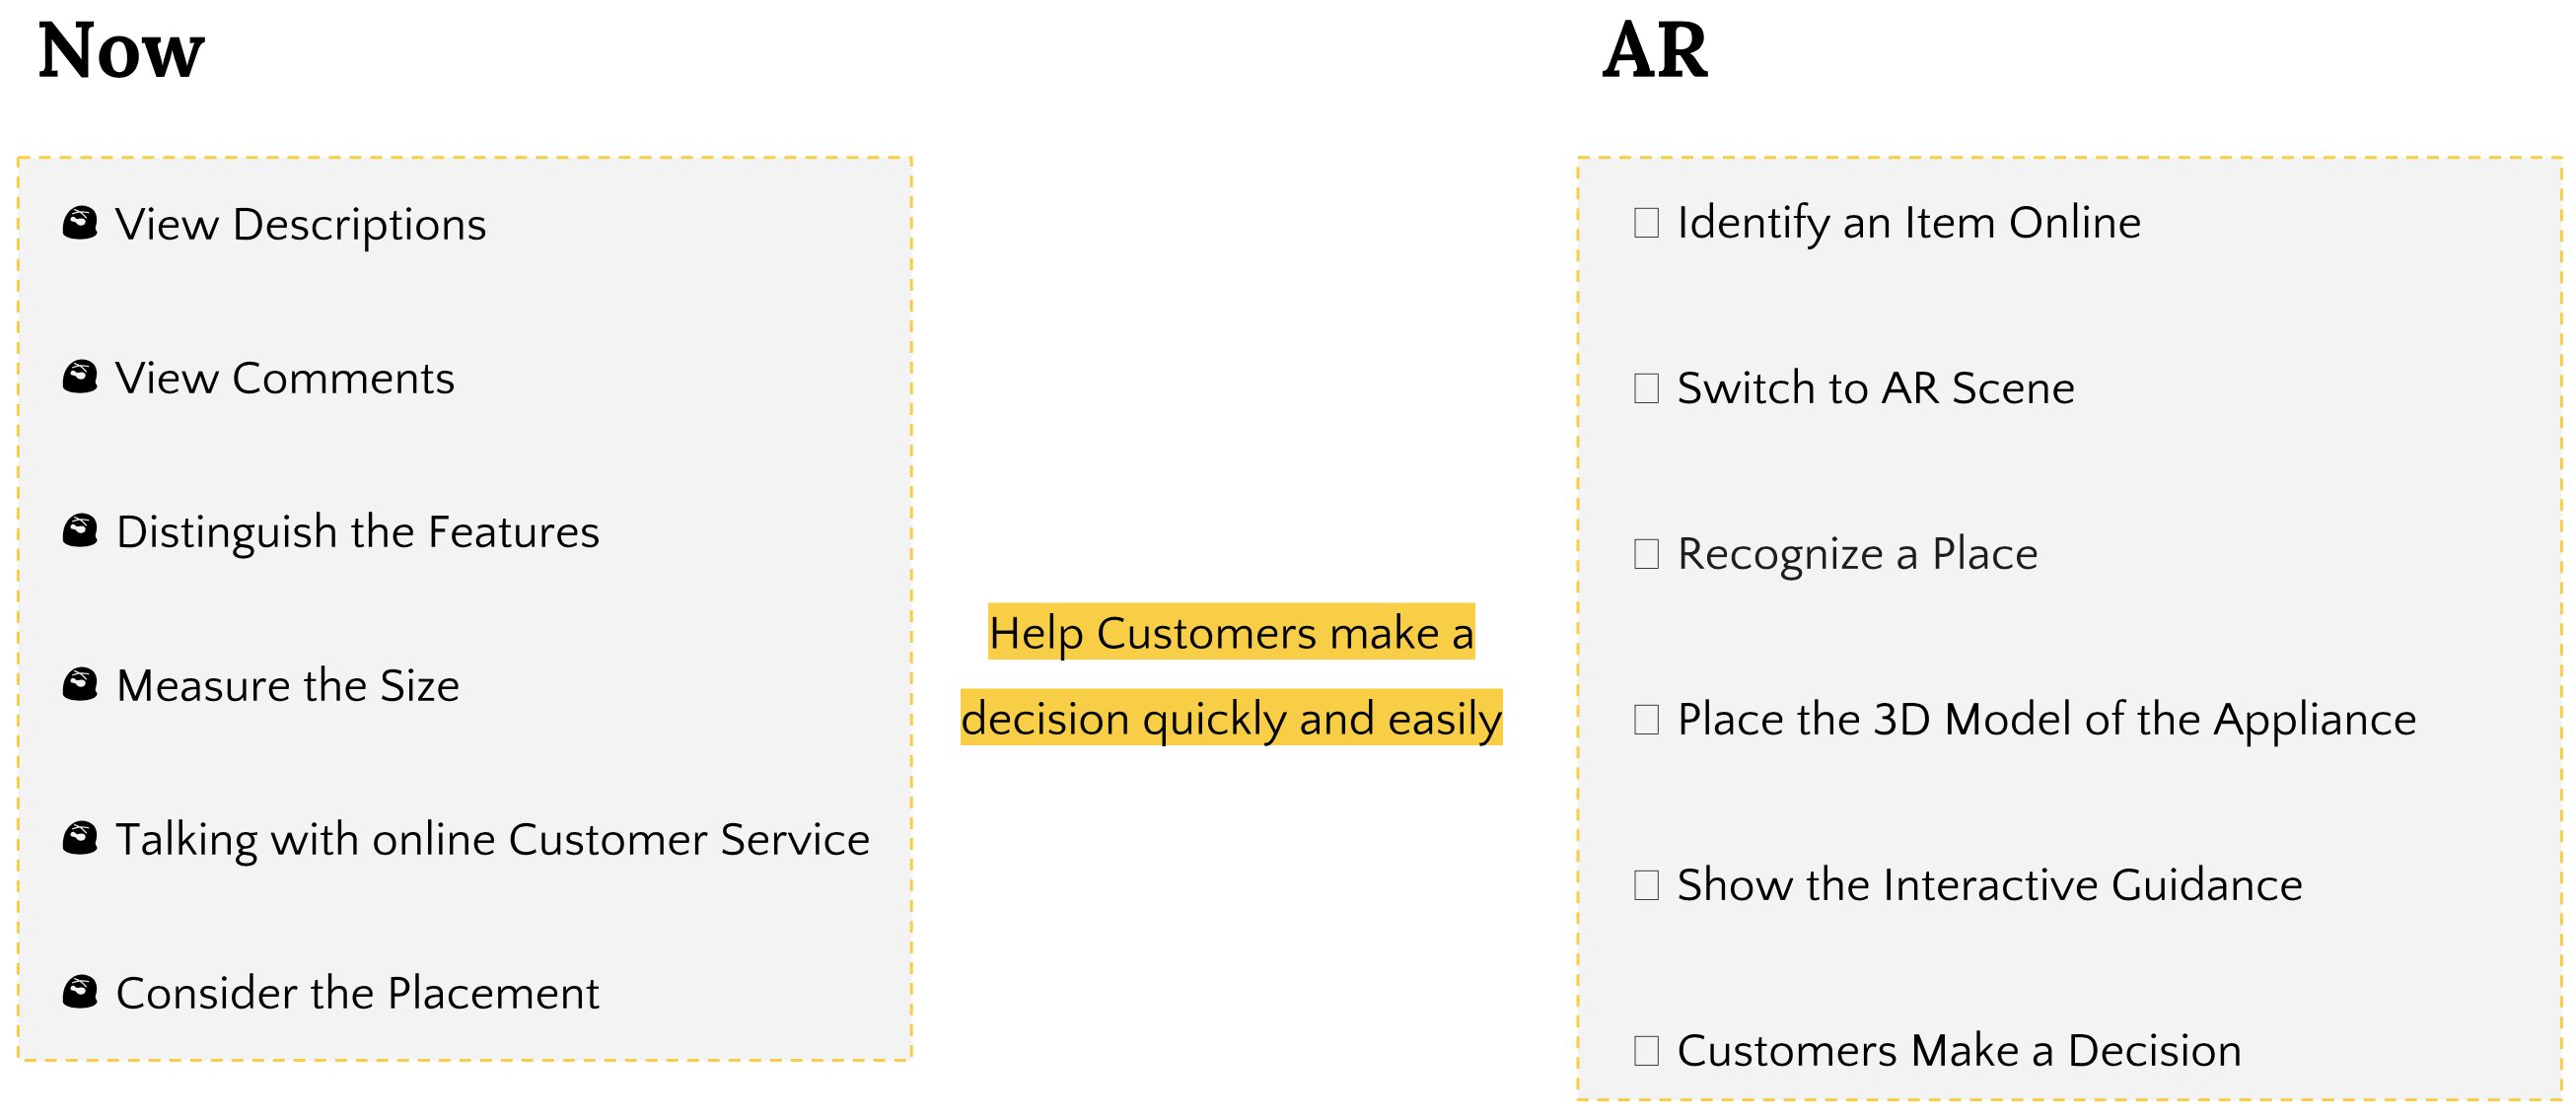 Now
View Descriptions
View Comments
Distinguish the Features
Measure the Size
Talking with online Customer Service
Consider the Placement
Help Customers make a
decision quickly and easily
AR
Identify an Item Online
Switch to AR Scene
Recognize a Place
Place the 3D Model of the Appliance
Show the Interactive Guidance
Customers Make a Decision